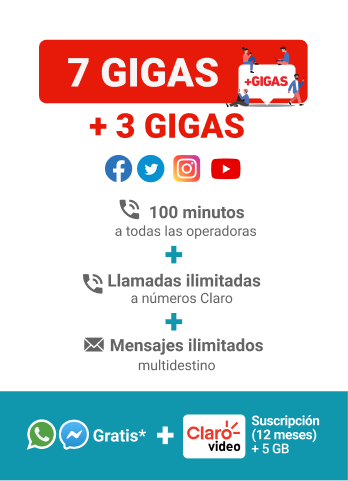 7 GIGAS
+GIGAS
+ 3 GIGAS
100 minutos
a todas las operadoras
+
Llamadas ilimitadas
a números Claro
+
Mensajes ilimitados
multidestino
Gratis* + Claro video Suscripción
(12 meses)
+ 5 GB